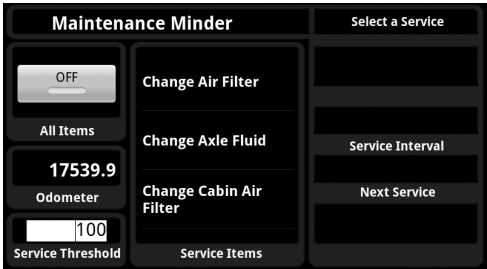 Maintenance Minder
Select a Service
OFF
All Items
17539.9
Odometer
100
Service Threshold
Change Air Filter
Change Axle Fluid
Change Cabin Air
Filter
Service Items
Service Interval
Next Service